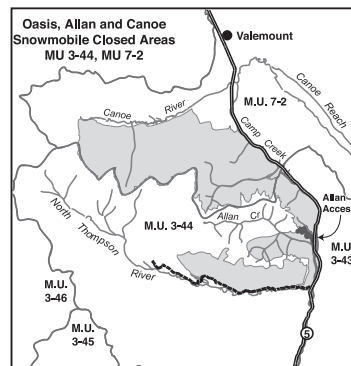 Oasis, Allan and Canoe
Snowmobile Closed Areas
MU 3-44, MU 7-2
Valemount
Canoe River
M.U. 7-2
Canoe Reach
Camp Creek
Allan
Acces
M.U. 3-44
Allan Cr
North Thompson
River
M.U.
3-43
M.U.
3-46
M.U.
3-45
5